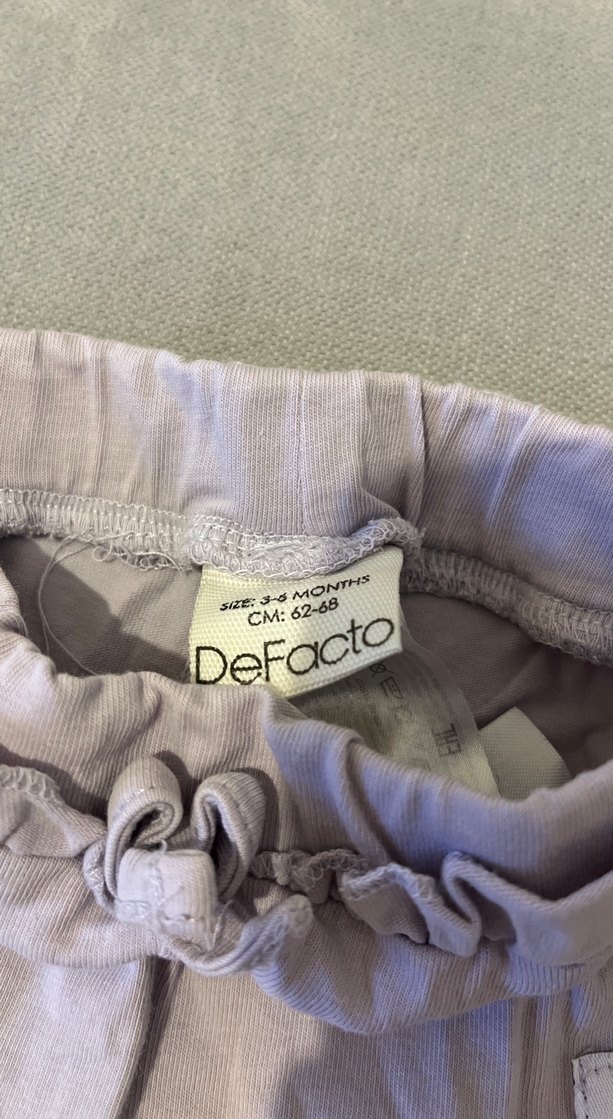 SIZE: 3-6 MONTHS
CM: 62-68
DeFacto